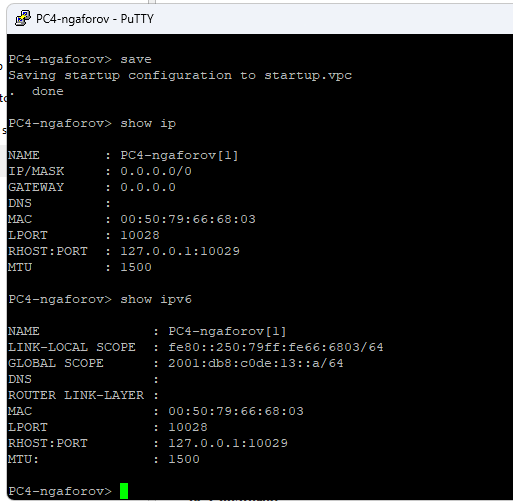 PC4-ngaforov - PuTTY
PC4-ngaforov> save
Saving startup configuration to startup.vpc
.  done
PC4-ngaforov> show ip
NAME        : PC4-ngaforov[1]
IP/MASK     : 0.0.0.0/0
GATEWAY     : 0.0.0.0
DNS         :
MAC         : 00:50:79:66:68:03
LPORT       : 10028
RHOST:PORT  : 127.0.0.1:10029
MTU         : 1500
PC4-ngaforov> show ipv6
NAME              : PC4-ngaforov[1]
LINK-LOCAL SCOPE  : fe80::250:79ff:fe66:6803/64
GLOBAL SCOPE      : 2001:db8:c0de:13::a/64
DNS               :
ROUTER LINK-LAYER :
MAC               : 00:50:79:66:68:03
LPORT             : 10028
RHOST:PORT        : 127.0.0.1:10029
MTU:              : 1500
PC4-ngaforov>